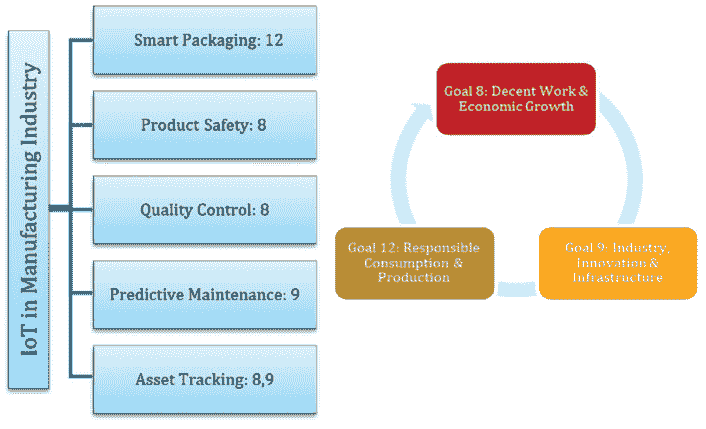 IoT in Manufacturing Industry
Smart Packaging: 12
Product Safety: 8
Quality Control: 8
Predictive Maintenance: 9
Asset Tracking: 8,9
Goal 8: Decent Work &
Economic Growth
Goal 9: Industry,
Innovation &
Infrastructure
Goal 12: Responsible
Consumption &
Production